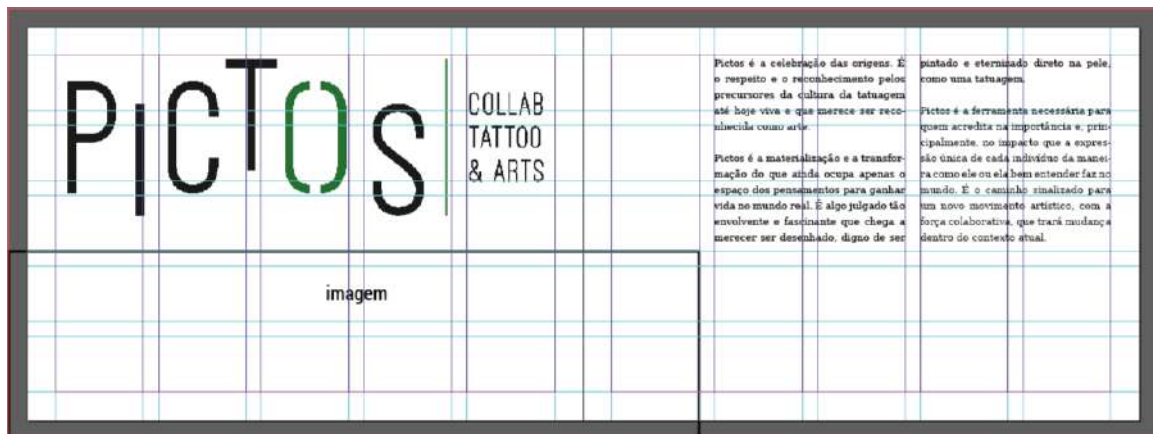 PICTOS
COLLAB
TATTOO
& ARTS
imagem
Pictos é a celebração das origens. É
o respeito e o reconhecimento pelos
precursores da cultura da tatuagem
até hoje viva e que merece ser reco-
nhecida como arte.
Pictos é a materialização e a transfor-
mação do que ainda ocupa apenas o
espaço dos pensamentos para ganhar
vida no mundo real. É algo julgado tão
envolvente e fascinante que chega a
merecer ser desenhado, digno de ser
pintado e eternizado direto na pele,
como uma tatuagem.
Pictos é a ferramenta necessária para
quem acredita na importância e, prin-
cipalmente, no impacto que a expres-
são única de cada indivíduo da manei-
ra como ele ou ela bem entender faz no
mundo. É o caminho sinalizado para
um novo movimento artístico, com a
força colaborativa, que trará mudança
dentro do contexto atual.